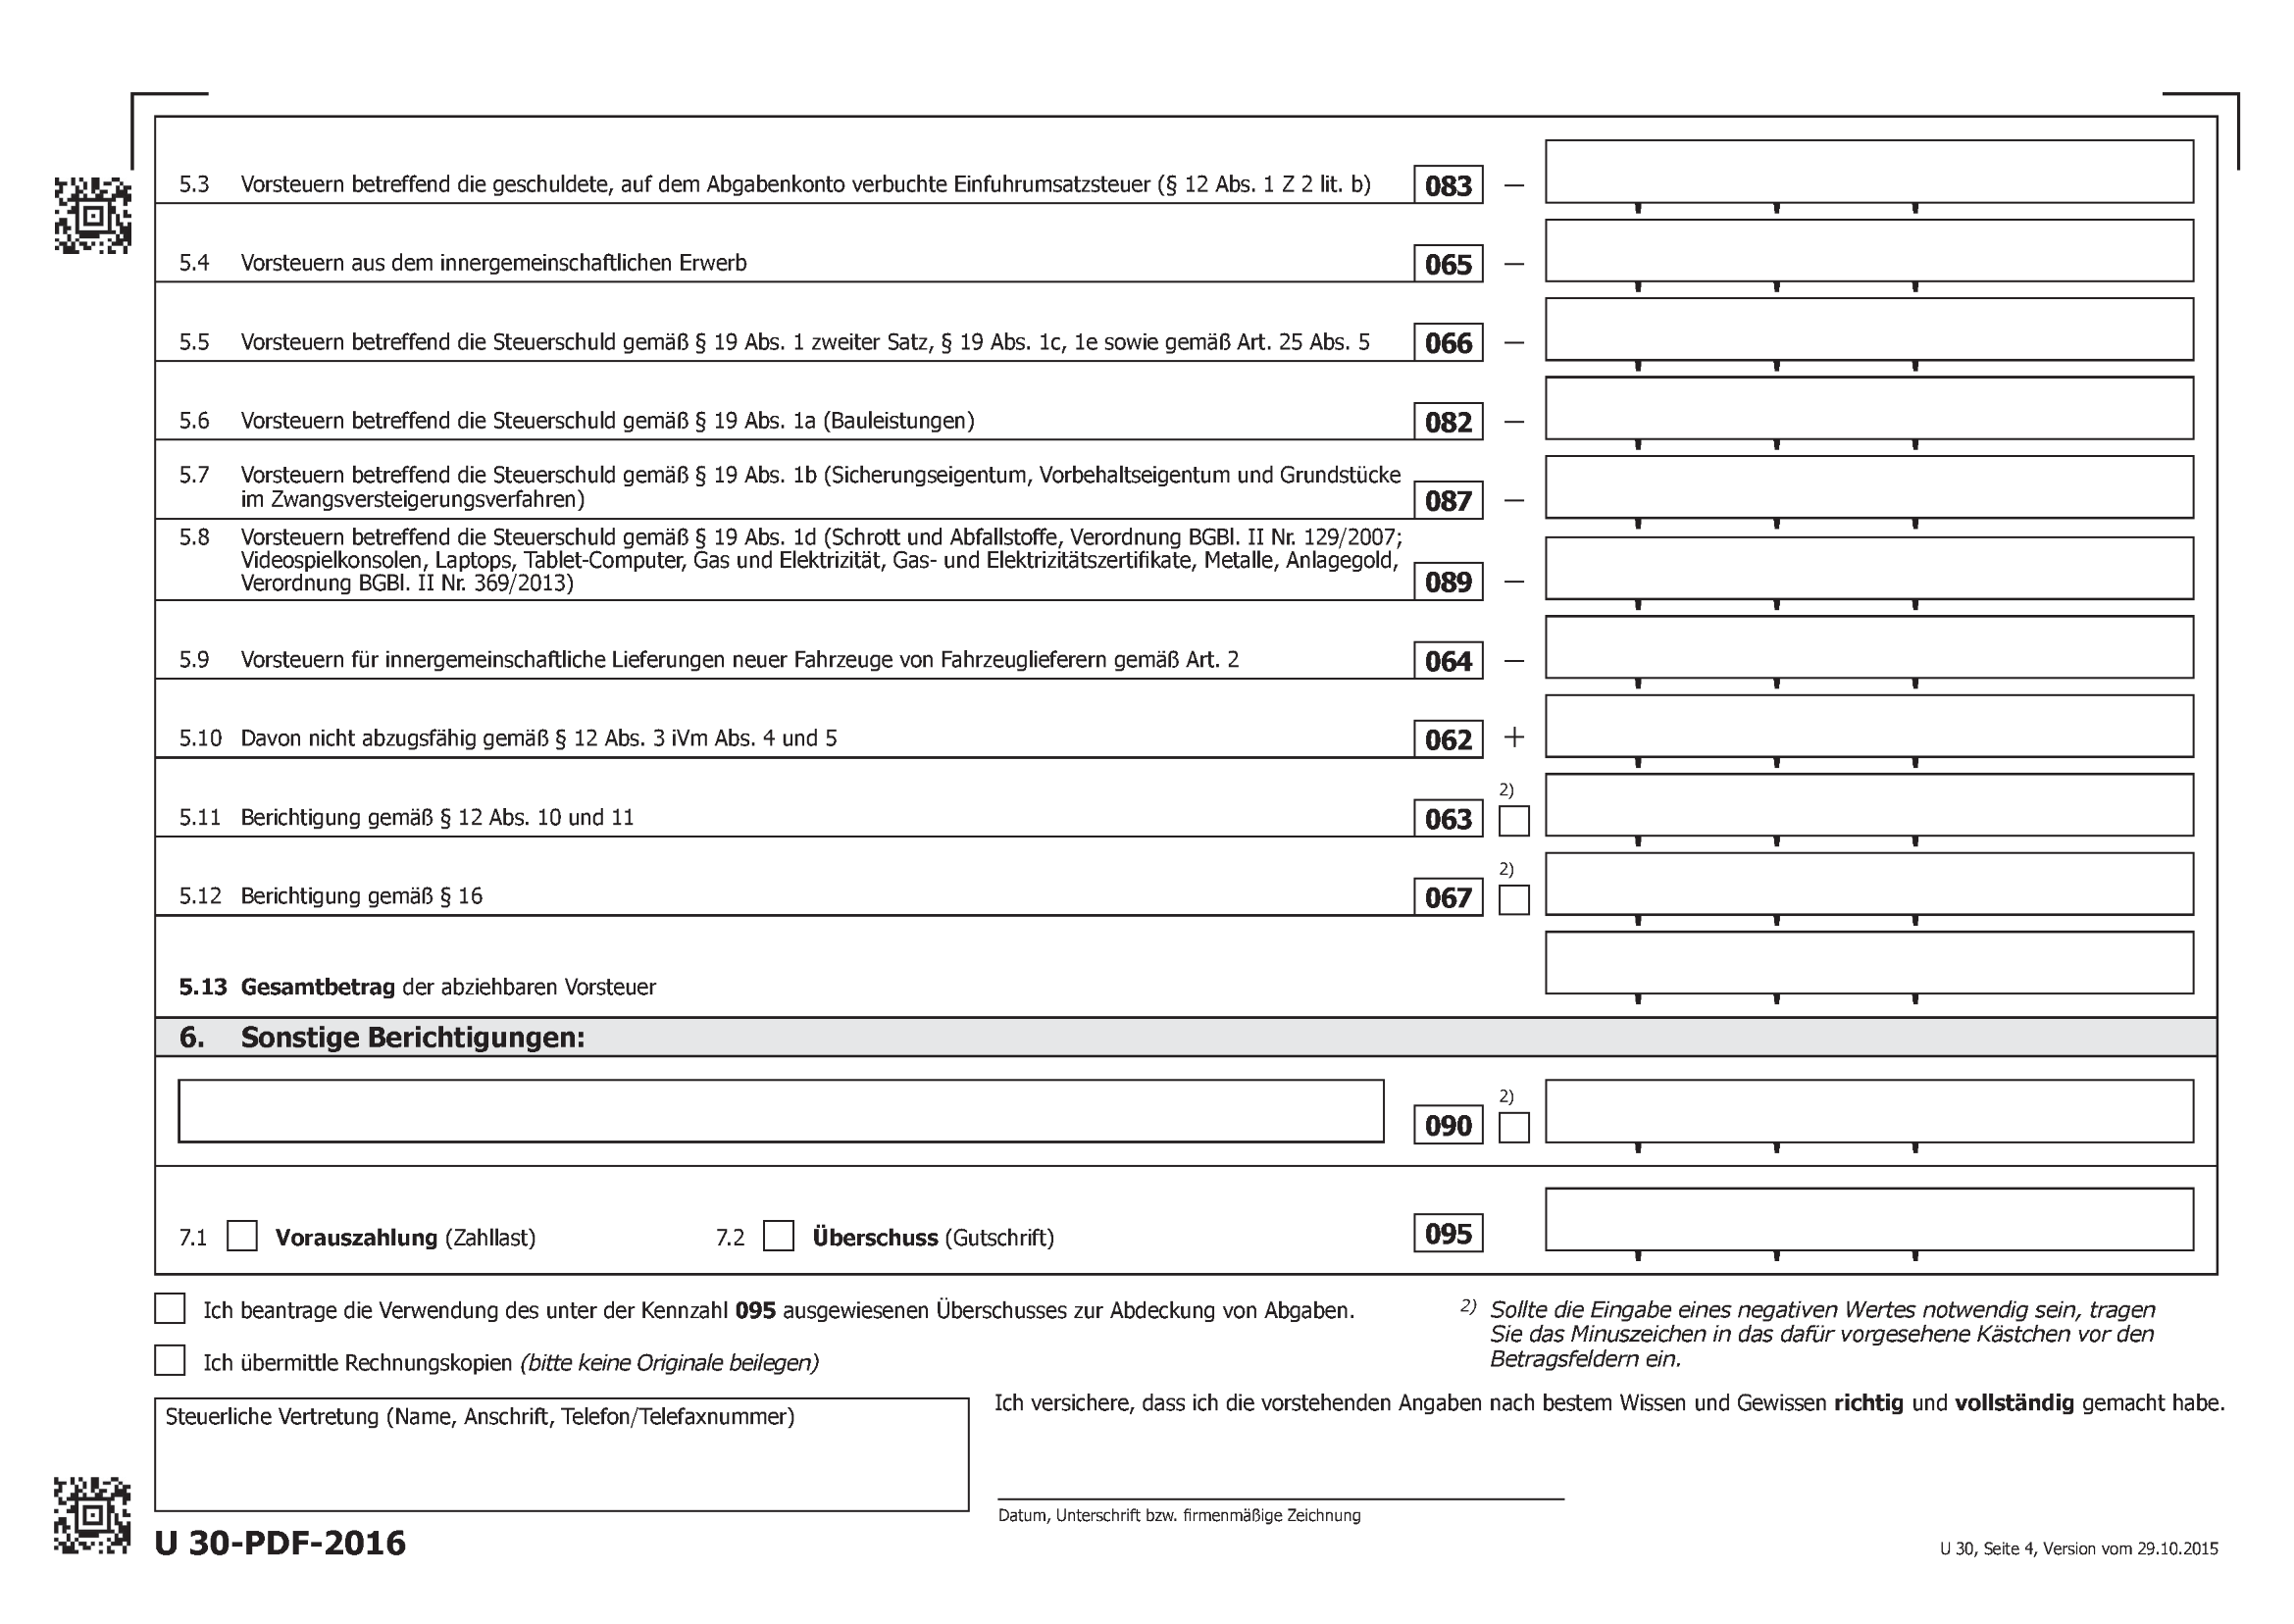 5.3 Vorsteuern betreffend die geschuldete, auf dem Abgabenkonto verbuchte Einfuhrumsatzsteuer (§ 12 Abs. 1 Z 2 lit. b) 083 –
5.4 Vorsteuern aus dem innergemeinschaftlichen Erwerb 065 –
5.5 Vorsteuern betreffend die Steuerschuld gemäß § 19 Abs. 1 zweiter Satz, § 19 Abs. 1c, 1e sowie gemäß Art. 25 Abs. 5 066 –
5.6 Vorsteuern betreffend die Steuerschuld gemäß § 19 Abs. 1a (Bauleistungen) 082 –
5.7 Vorsteuern betreffend die Steuerschuld gemäß § 19 Abs. 1b (Sicherungseigentum, Vorbehaltseigentum und Grundstücke
im Zwangsversteigerungsverfahren) 087 –
5.8 Vorsteuern betreffend die Steuerschuld gemäß § 19 Abs. 1d (Schrott und Abfallstoffe, Verordnung BGBl. II Nr. 129/2007;
Videospielkonsolen, Laptops, Tablet-Computer, Gas und Elektrizität, Gas- und Elektrizitätszertifikate, Metalle, Anlagegold,
Verordnung BGBl. II Nr. 369/2013) 089 –
5.9 Vorsteuern für innergemeinschaftliche Lieferungen neuer Fahrzeuge von Fahrzeuglieferern gemäß Art. 2 064 –
5.10 Davon nicht abzugsfähig gemäß § 12 Abs. 3 iVm Abs. 4 und 5 062 +
2)
5.11 Berichtigung gemäß § 12 Abs. 10 und 11 063
2)
5.12 Berichtigung gemäß § 16 067
5.13 Gesamtbetrag der abziehbaren Vorsteuer
6. Sonstige Berichtigungen:
2)
090
7.1 Vorauszahlung (Zahllast) 7.2 Überschuss (Gutschrift) 095
Ich beantrage die Verwendung des unter der Kennzahl 095 ausgewiesenen Überschusses zur Abdeckung von Abgaben.
Ich übermittle Rechnungskopien (bitte keine Originale beilegen)
2) Sollte die Eingabe eines negativen Wertes notwendig sein, tragen
Sie das Minuszeichen in das dafür vorgesehene Kästchen vor den
Betragsfeldern ein.
Steuerliche Vertretung (Name, Anschrift, Telefon/Telefaxnummer)
Ich versichere, dass ich die vorstehenden Angaben nach bestem Wissen und Gewissen richtig und vollständig gemacht habe.
Datum, Unterschrift bzw. firmenmäßige Zeichnung
U 30-PDF-2016
U 30, Seite 4, Version vom 29.10.2015